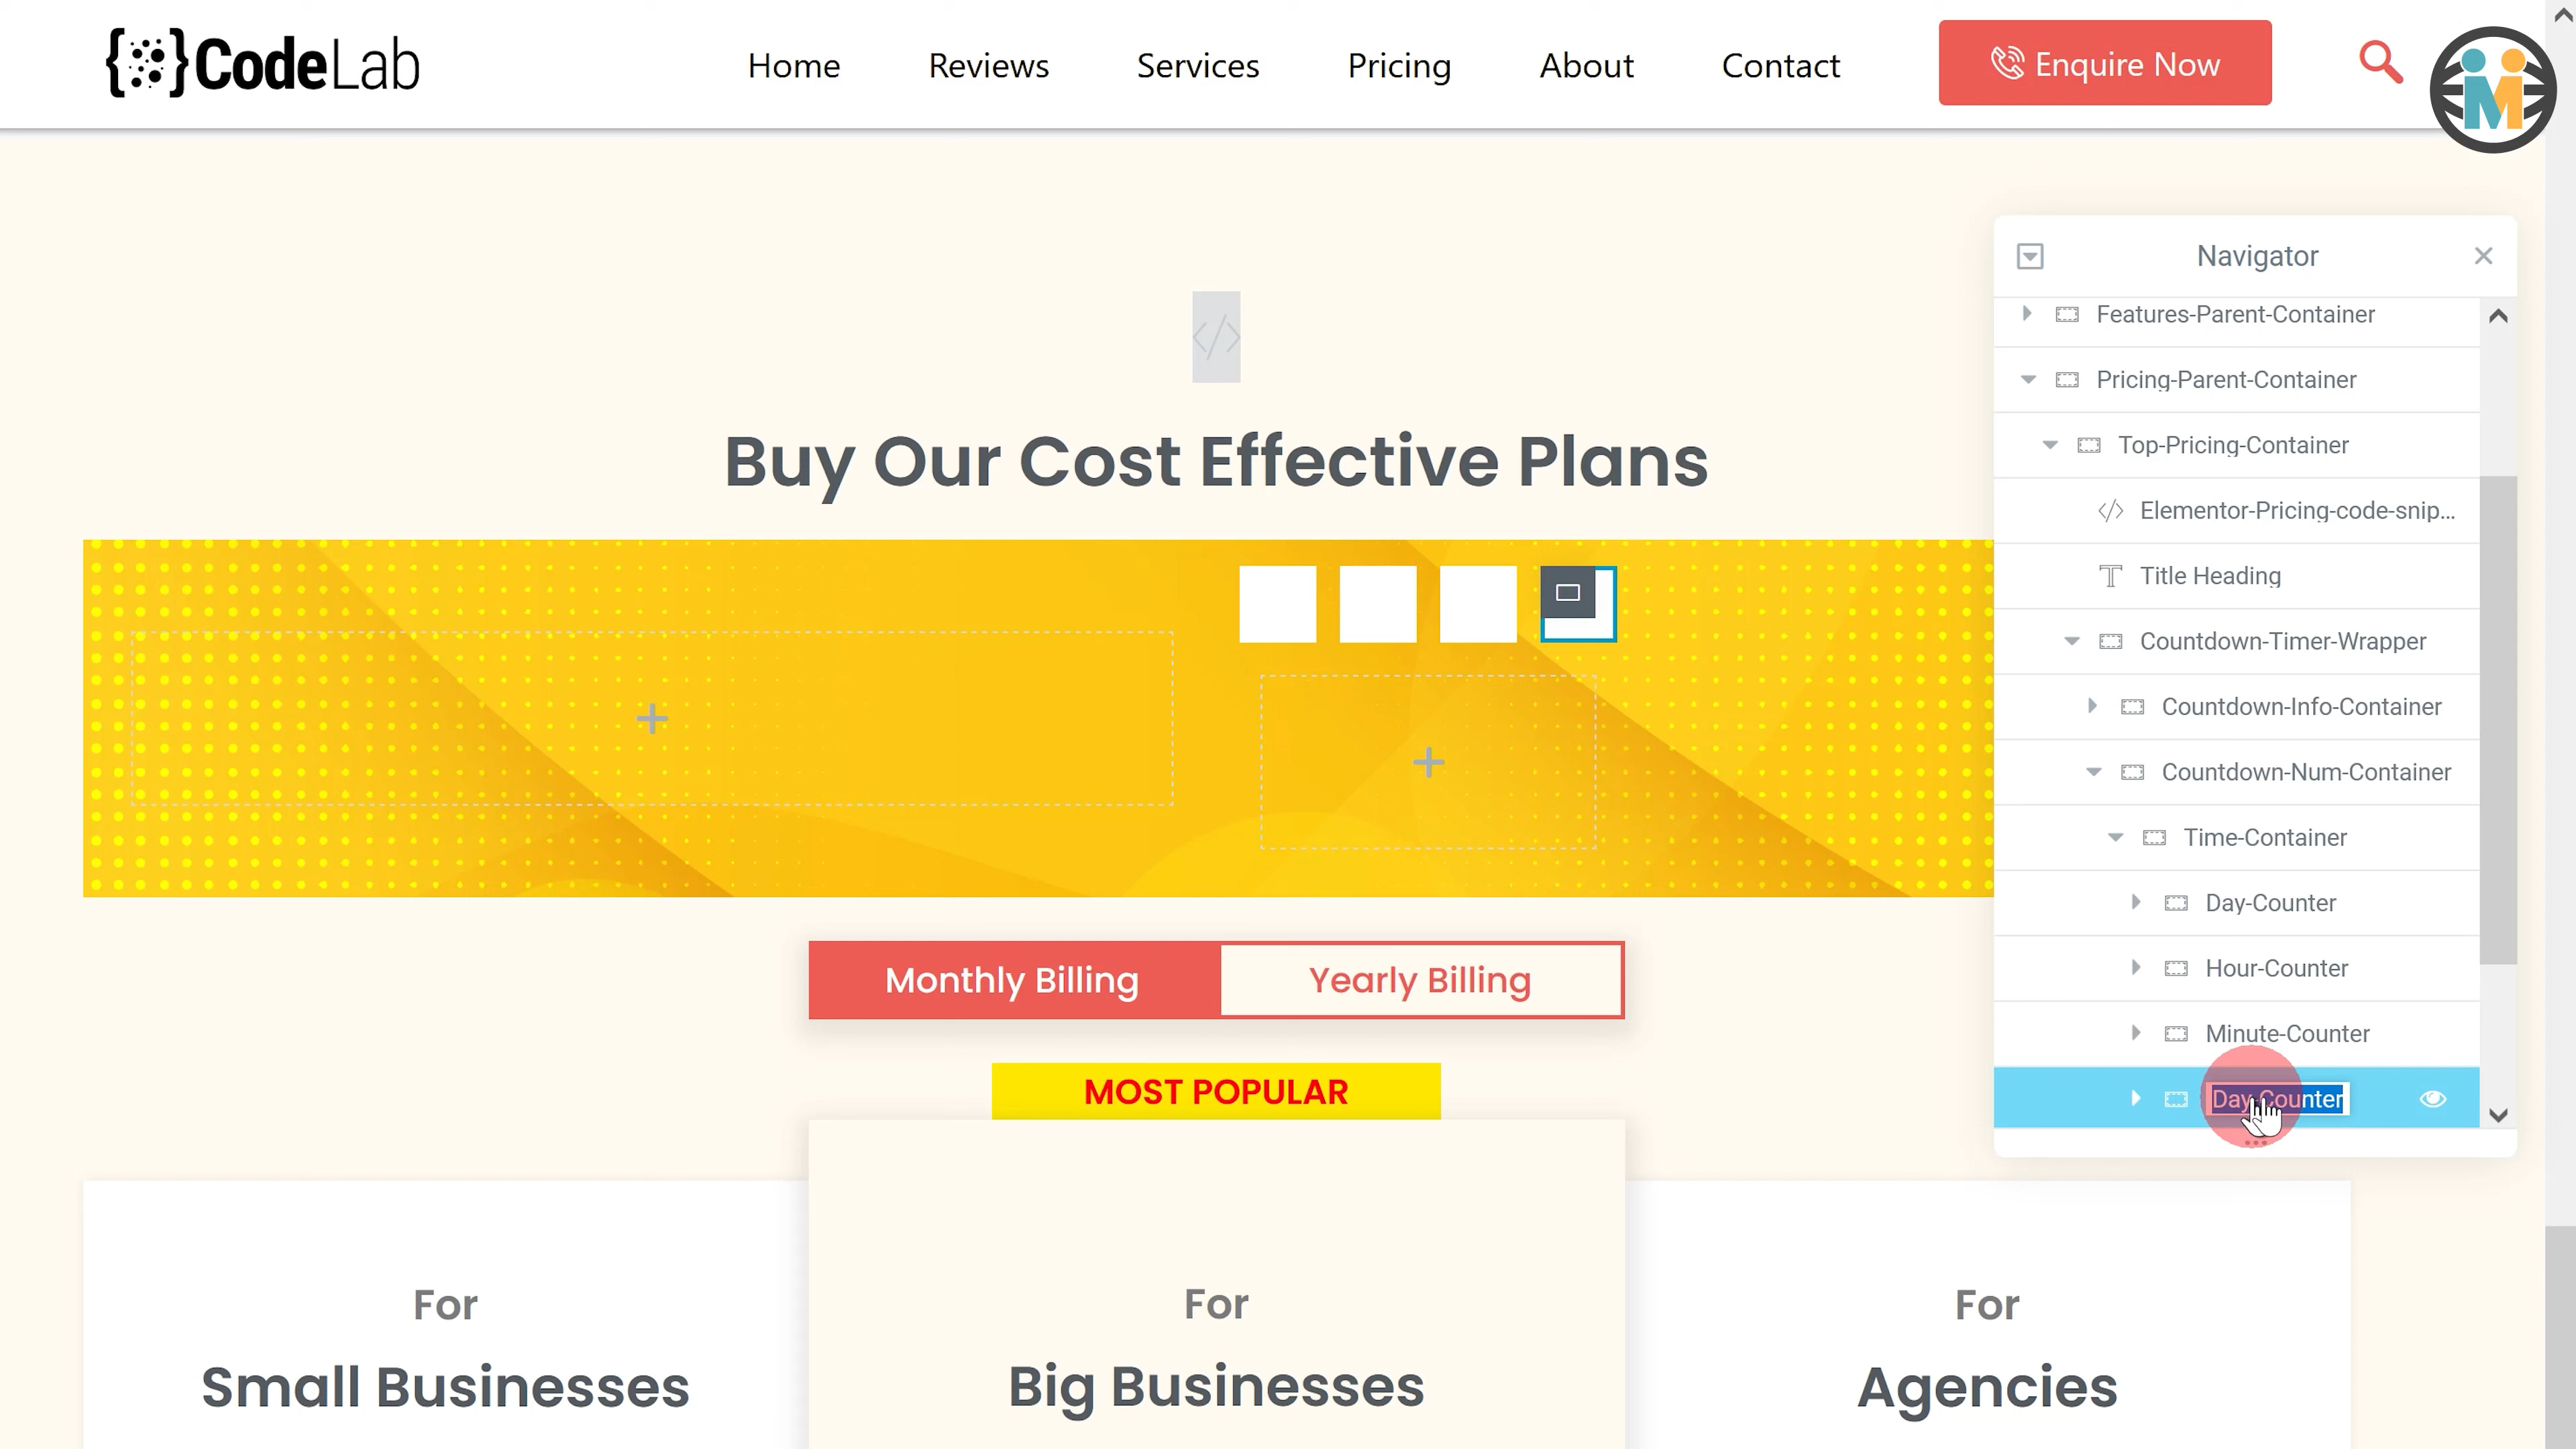 { }CodeLab
Home Reviews Services Pricing About Contact Enquire Now
M
Navigator
Features-Parent-Container
Pricing-Parent-Container
Top-Pricing-Container
</> Elementor-Pricing-code-snip...
Title Heading
Countdown-Timer-Wrapper
Countdown-Info-Container
Countdown-Num-Container
Time-Container
Day-Counter
Hour-Counter
Minute-Counter
Day-Counter
</>
Buy Our Cost Effective Plans
Monthly Billing Yearly Billing
MOST POPULAR
For
Small Businesses
For
Big Businesses
For
Agencies